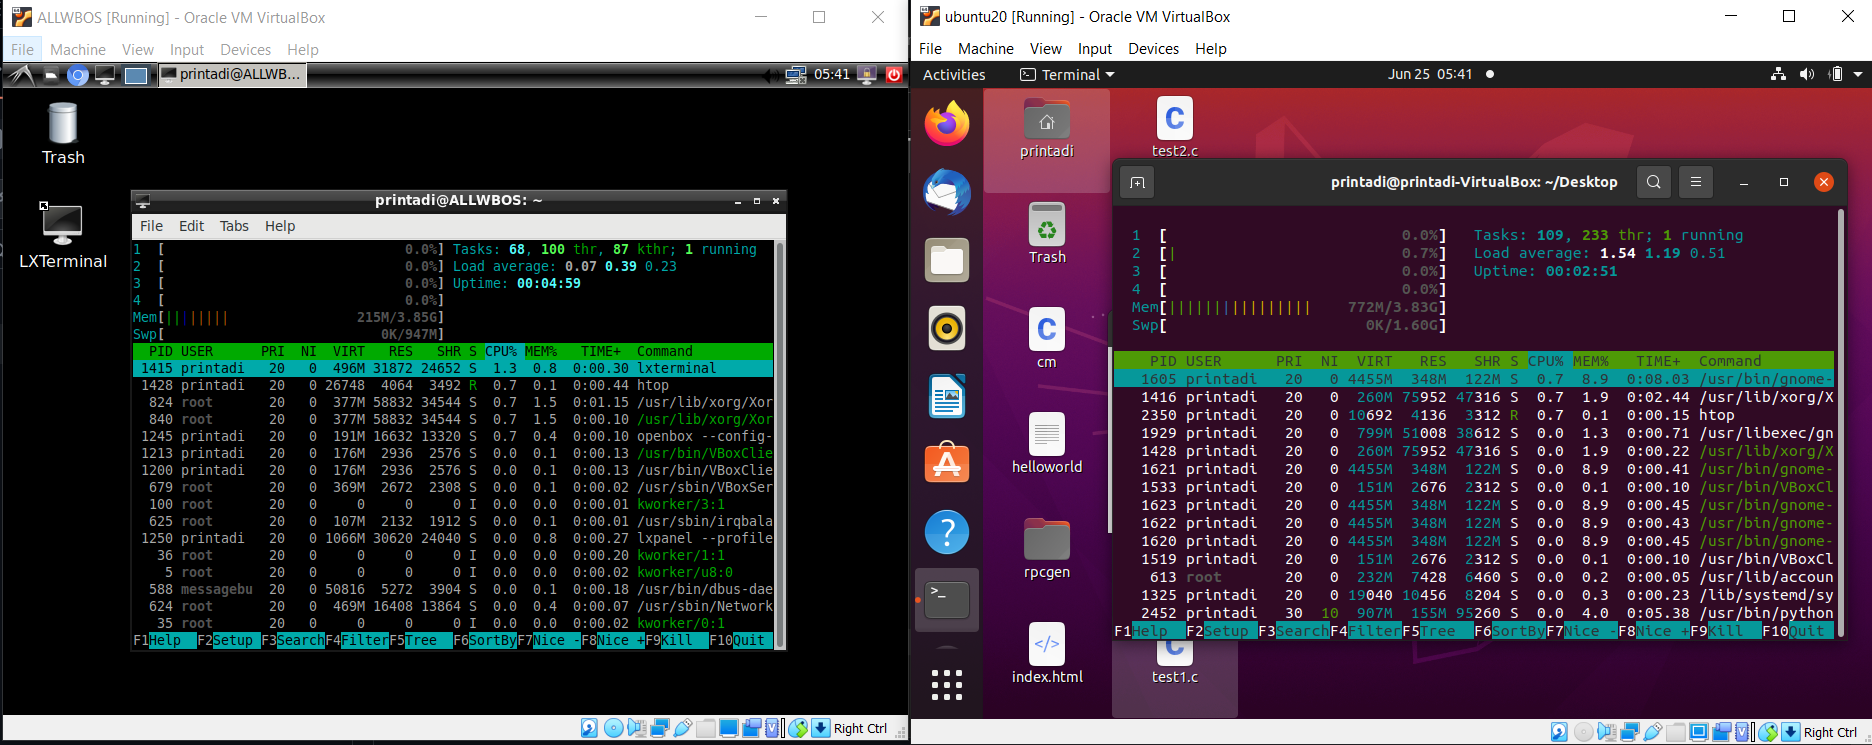 ALLWBOS [Running] - Oracle VM VirtualBox
File Machine View Input Devices Help
printadi@ALLWB...
05:41
Trash
LXTerminal
printadi@ALLWBOS: ~
File Edit Tabs Help
1 [ 0.0%] Tasks: 68, 100 thr, 87 kthr; 1 running
2 [ 0.0%] Load average: 0.07 0.39 0.23
3 [ 0.0%] Uptime: 00:04:59
4 [ 0.0%]
Mem[||||||||| 215M/3.85G]
Swp[ 0K/947M]
PID USER PRI NI VIRT RES SHR S CPU% MEM% TIME+ Command
1415 printadi 20 0 496M 31872 24652 S 1.3 0.8 0:00.30 lxterminal
1428 printadi 20 0 26748 4064 3492 R 0.7 0.1 0:00.44 htop
824 root 20 0 377M 58832 34544 S 0.7 1.5 0:01.15 /usr/lib/xorg/Xor
840 root 20 0 377M 58832 34544 S 0.7 1.5 0:00.10 /usr/lib/xorg/Xor
1245 printadi 20 0 191M 16632 13320 S 0.7 0.4 0:00.10 openbox --config-
1213 printadi 20 0 176M 2936 2576 S 0.0 0.1 0:00.13 /usr/bin/VBoxClie
1200 printadi 20 0 176M 2936 2576 S 0.0 0.1 0:00.13 /usr/bin/VBoxClie
679 root 20 0 369M 2672 2308 S 0.0 0.1 0:00.02 /usr/sbin/VBoxSer
100 root 20 0 0 0 0 I 0.0 0.0 0:00.01 kworker/3:1
625 root 20 0 107M 2132 1912 S 0.0 0.1 0:00.01 /usr/sbin/irqbala
1250 printadi 20 0 1066M 30620 24040 S 0.0 0.8 0:00.27 lxpanel --profile
36 root 20 0 0 0 0 I 0.0 0.0 0:00.20 kworker/1:1
5 root 20 0 0 0 0 I 0.0 0.0 0:00.02 kworker/u8:0
588 messagebu 20 0 50816 5272 3904 S 0.0 0.1 0:00.18 /usr/bin/dbus-dae
624 root 20 0 469M 16408 13864 S 0.0 0.4 0:00.07 /usr/sbin/Network
35 root 20 0 0 0 0 I 0.0 0.0 0:00.02 kworker/0:1
F1Help F2Setup F3SearchF4FilterF5Tree F6SortByF7Nice -F8Nice +F9Kill F10Quit
Right Ctrl
ubuntu20 [Running] - Oracle VM VirtualBox
File Machine View Input Devices Help
Activities Terminal Jun 25 05:41
printadi
test2.c
Trash
cm
helloworld
rpcgen
index.html
test1.c
printadi@printadi-VirtualBox: ~/Desktop
1 [ 0.0%] Tasks: 109, 233 thr; 1 running
2 [| 0.7%] Load average: 1.54 1.19 0.51
3 [ 0.0%] Uptime: 00:02:51
4 [ 0.0%]
Mem[|||||||||||||||||| 772M/3.83G]
Swp[ 0K/1.60G]
PID USER PRI NI VIRT RES SHR S CPU% MEM% TIME+ Command
1605 printadi 20 0 4455M 348M 122M S 0.7 8.9 0:08.03 /usr/bin/gnome-
1416 printadi 20 0 260M 75952 47316 S 0.7 1.9 0:02.44 /usr/lib/xorg/X
2350 printadi 20 0 10692 4136 3312 R 0.7 0.1 0:00.15 htop
1929 printadi 20 0 799M 51008 38612 S 0.0 1.3 0:00.71 /usr/libexec/gn
1428 printadi 20 0 260M 75952 47316 S 0.0 1.9 0:00.22 /usr/lib/xorg/X
1621 printadi 20 0 4455M 348M 122M S 0.0 8.9 0:00.41 /usr/bin/gnome-
1533 printadi 20 0 151M 2676 2312 S 0.0 0.1 0:00.10 /usr/bin/VBoxCl
1623 printadi 20 0 4455M 348M 122M S 0.0 8.9 0:00.45 /usr/bin/gnome-
1622 printadi 20 0 4455M 348M 122M S 0.0 8.9 0:00.43 /usr/bin/gnome-
1620 printadi 20 0 4455M 348M 122M S 0.0 8.9 0:00.45 /usr/bin/gnome-
1519 printadi 20 0 151M 2676 2312 S 0.0 0.1 0:00.10 /usr/bin/VBoxCl
613 root 20 0 232M 7428 6460 S 0.0 0.2 0:00.05 /usr/lib/accoun
1325 printadi 20 0 19040 10456 8204 S 0.0 0.3 0:00.23 /lib/systemd/sy
2452 printadi 30 10 907M 155M 95260 S 0.0 4.0 0:05.38 /usr/bin/python
F1Help F2Setup F3SearchF4FilterF5Tree F6SortByF7Nice -F8Nice +F9Kill F10Quit
Right Ctrl